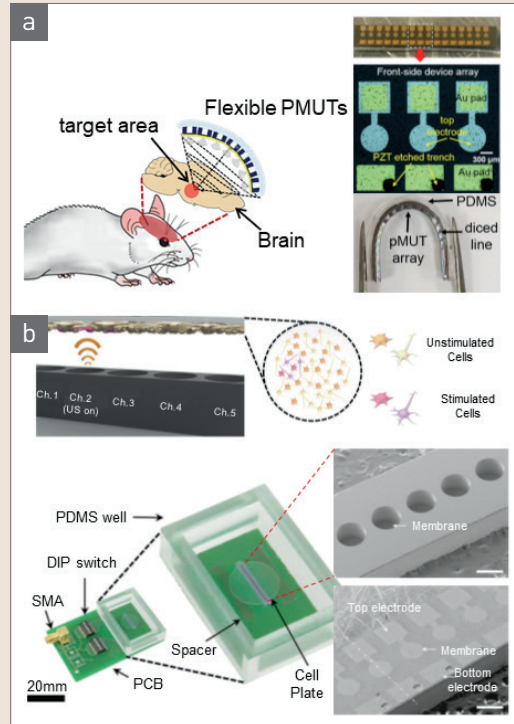 a
Flexible PMUTs
target area
Brain
Front-side device array
Au pad
top
electrode
300 μm
PZT etched trench
Au pad
PDMS
pMUT
array
diced
line
b
Ch.1
Ch.2
(US on)
Ch.3
Ch.4
Ch.5
Unstimulated
Cells
Stimulated
Cells
PDMS well
DIP switch
SMA
Spacer
PCB
Cell
Plate
20mm
Membrane
Top electrode
Membrane
Bottom
electrode